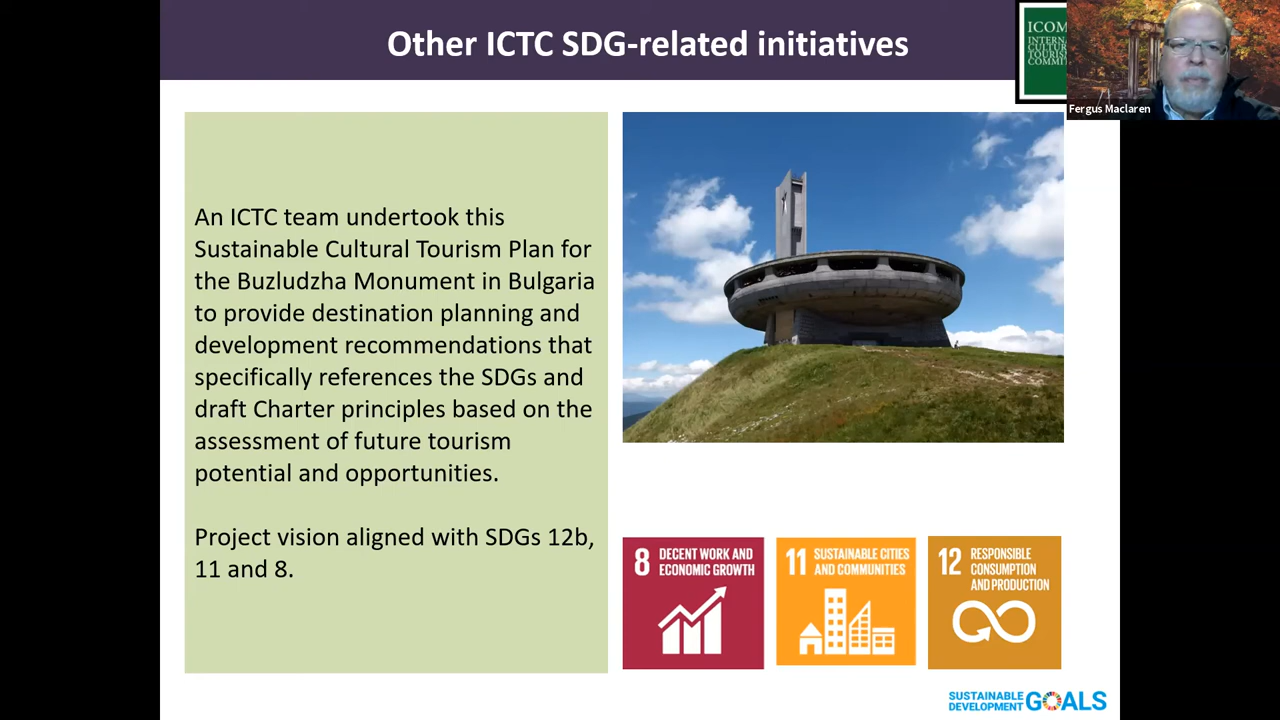 Other ICTC SDG-related initiatives
ICOM
INTERN
CULTUR
TOURISM
COMMIT
Fergus Maclaren
An ICTC team undertook this
Sustainable Cultural Tourism Plan for
the Buzludzha Monument in Bulgaria
to provide destination planning and
development recommendations that
specifically references the SDGs and
draft Charter principles based on the
assessment of future tourism
potential and opportunities.
Project vision aligned with SDGs 12b,
11 and 8.
8 DECENT WORK AND
ECONOMIC GROWTH
11 SUSTAINABLE CITIES
AND COMMUNITIES
12 RESPONSIBLE
CONSUMPTION
AND PRODUCTION
SUSTAINABLE
DEVELOPMENT GOALS